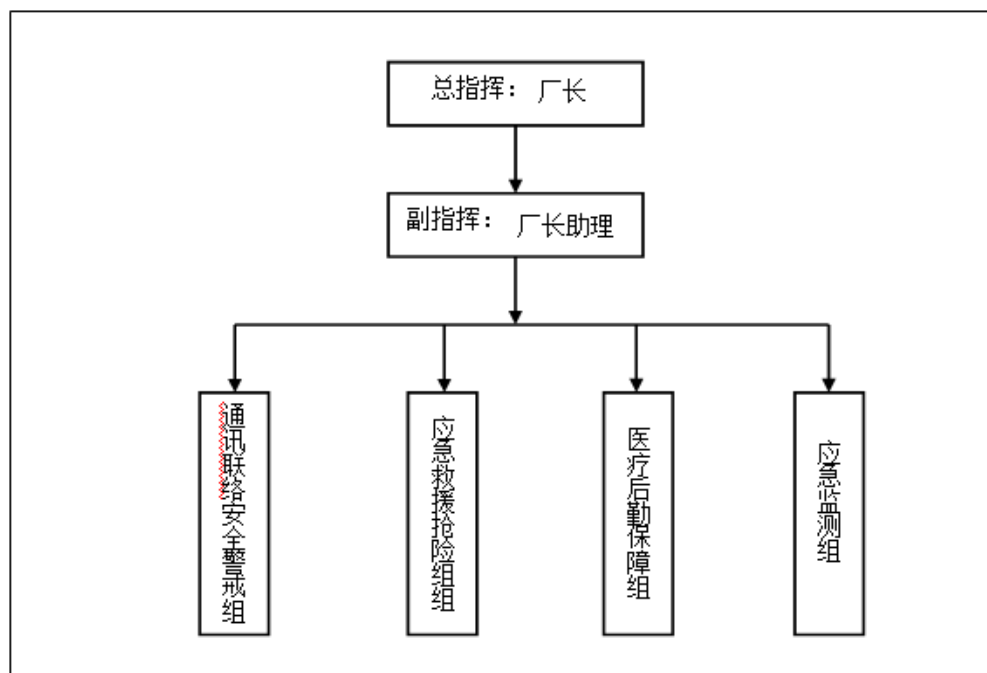 总指挥： 厂长
副指挥： 厂长助理
通讯联络安全警戒组
应急救援抢险组组
医疗后勤保障组
应急监测组